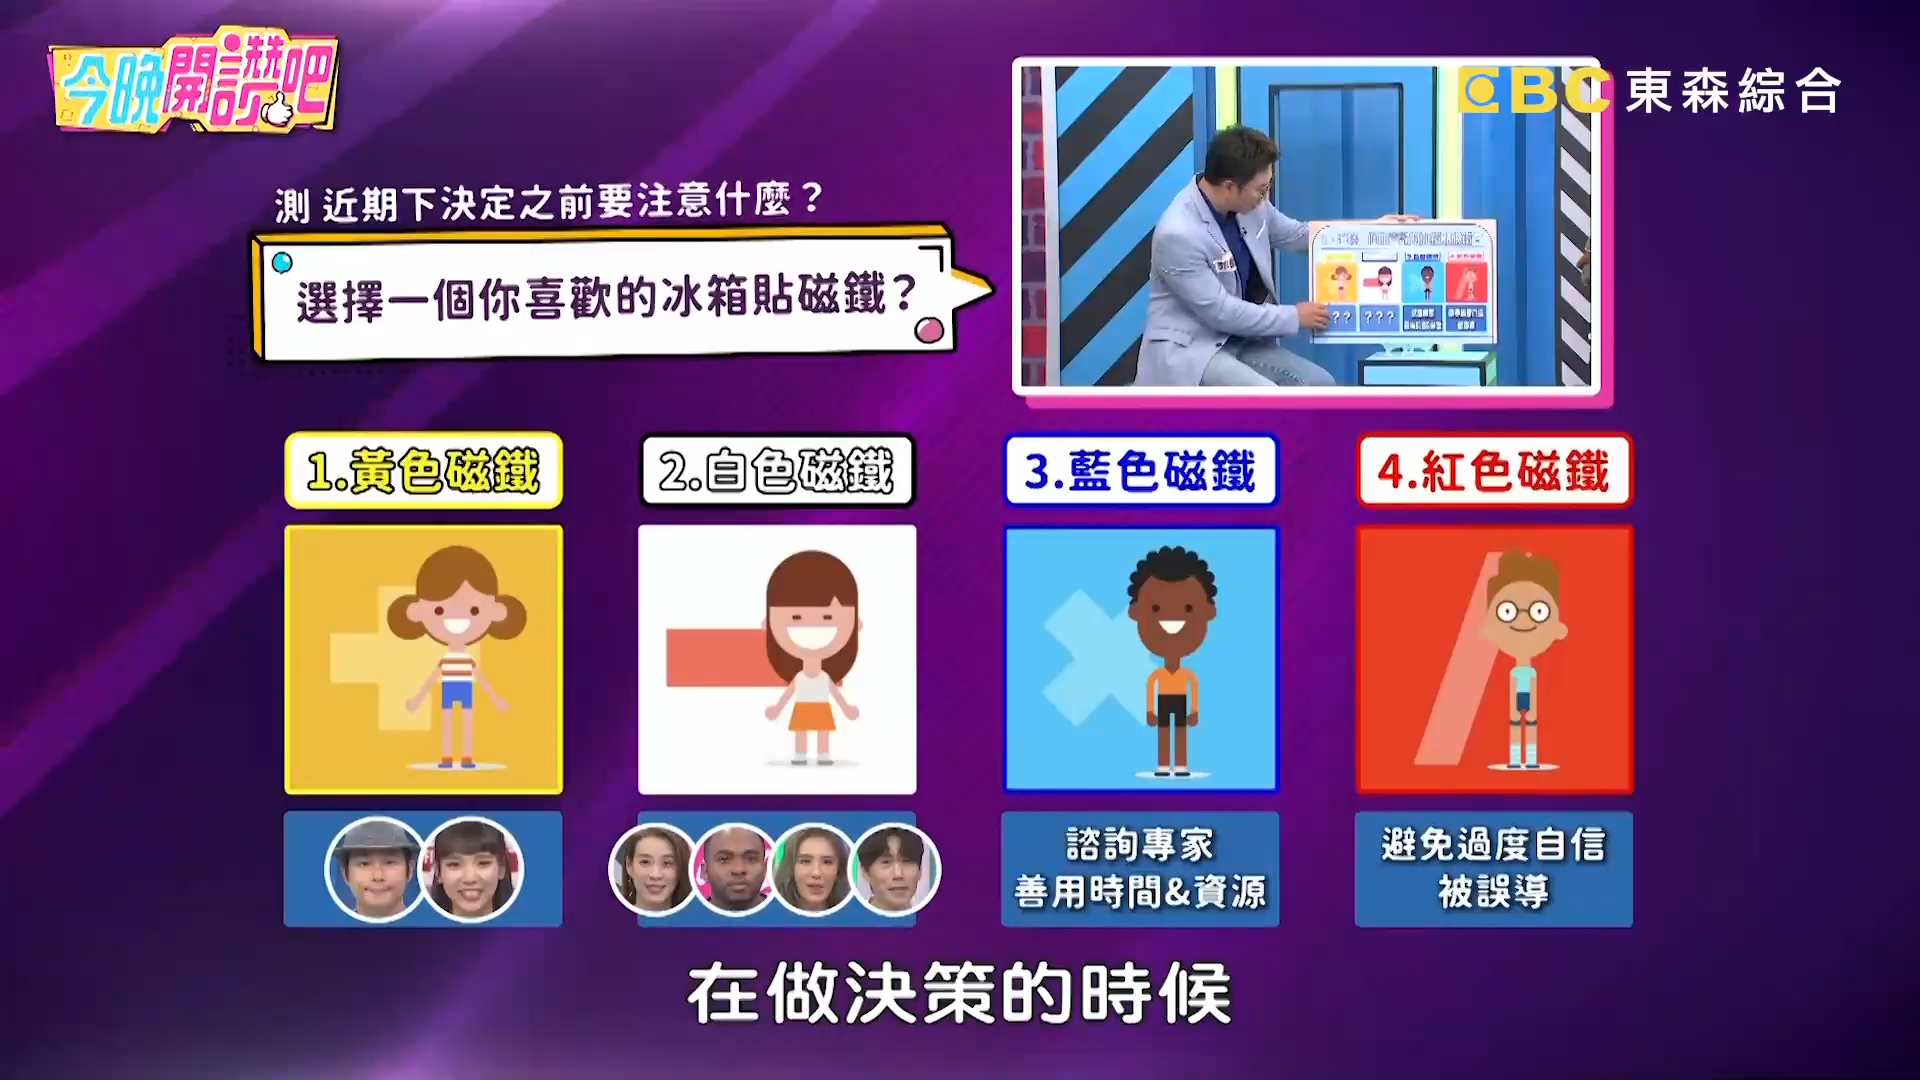 今晚開讚吧
EBC 東森綜合
測 近期下決定之前要注意什麼？
選擇一個你喜歡的冰箱貼磁鐵？
1.黃色磁鐵
2.白色磁鐵
3.藍色磁鐵
4.紅色磁鐵
? ?
? ? ?
諮詢專家
善用時間&資源
避免過度自信
被誤導
在做決策的時候